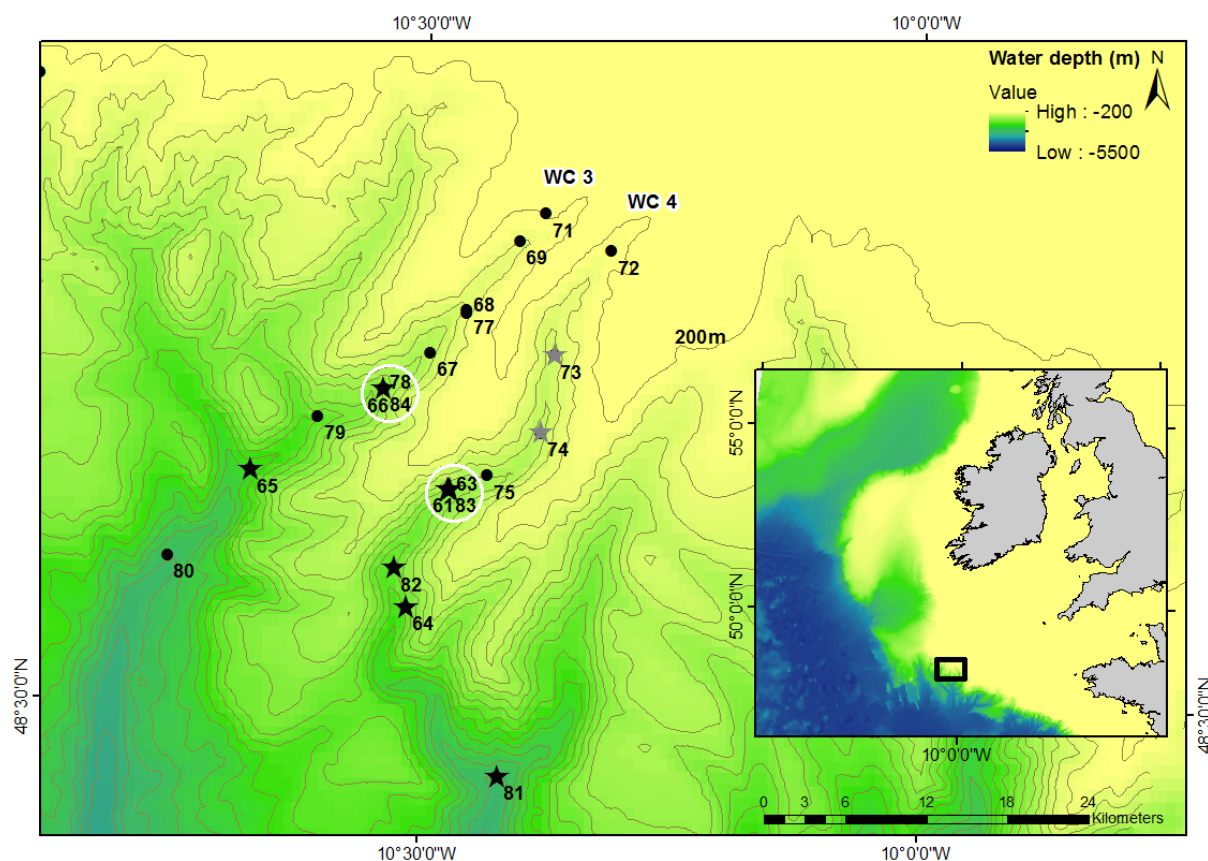 10°30'0"W
10°0'0"W
Water depth (m)
N
Value
High : -200
Low : -5500
WC 3
WC 4
71
69
72
68
77
200m
67
73
78
66 84
79
74
65
63
61 83
75
80
82
64
81
55°0'0"N
50°0'0"N
10°0'0"W
48°30'0"N
48°30'0"N
0 3 6 12 18 24
Kilometers
10°30'0"W
10°0'0"W